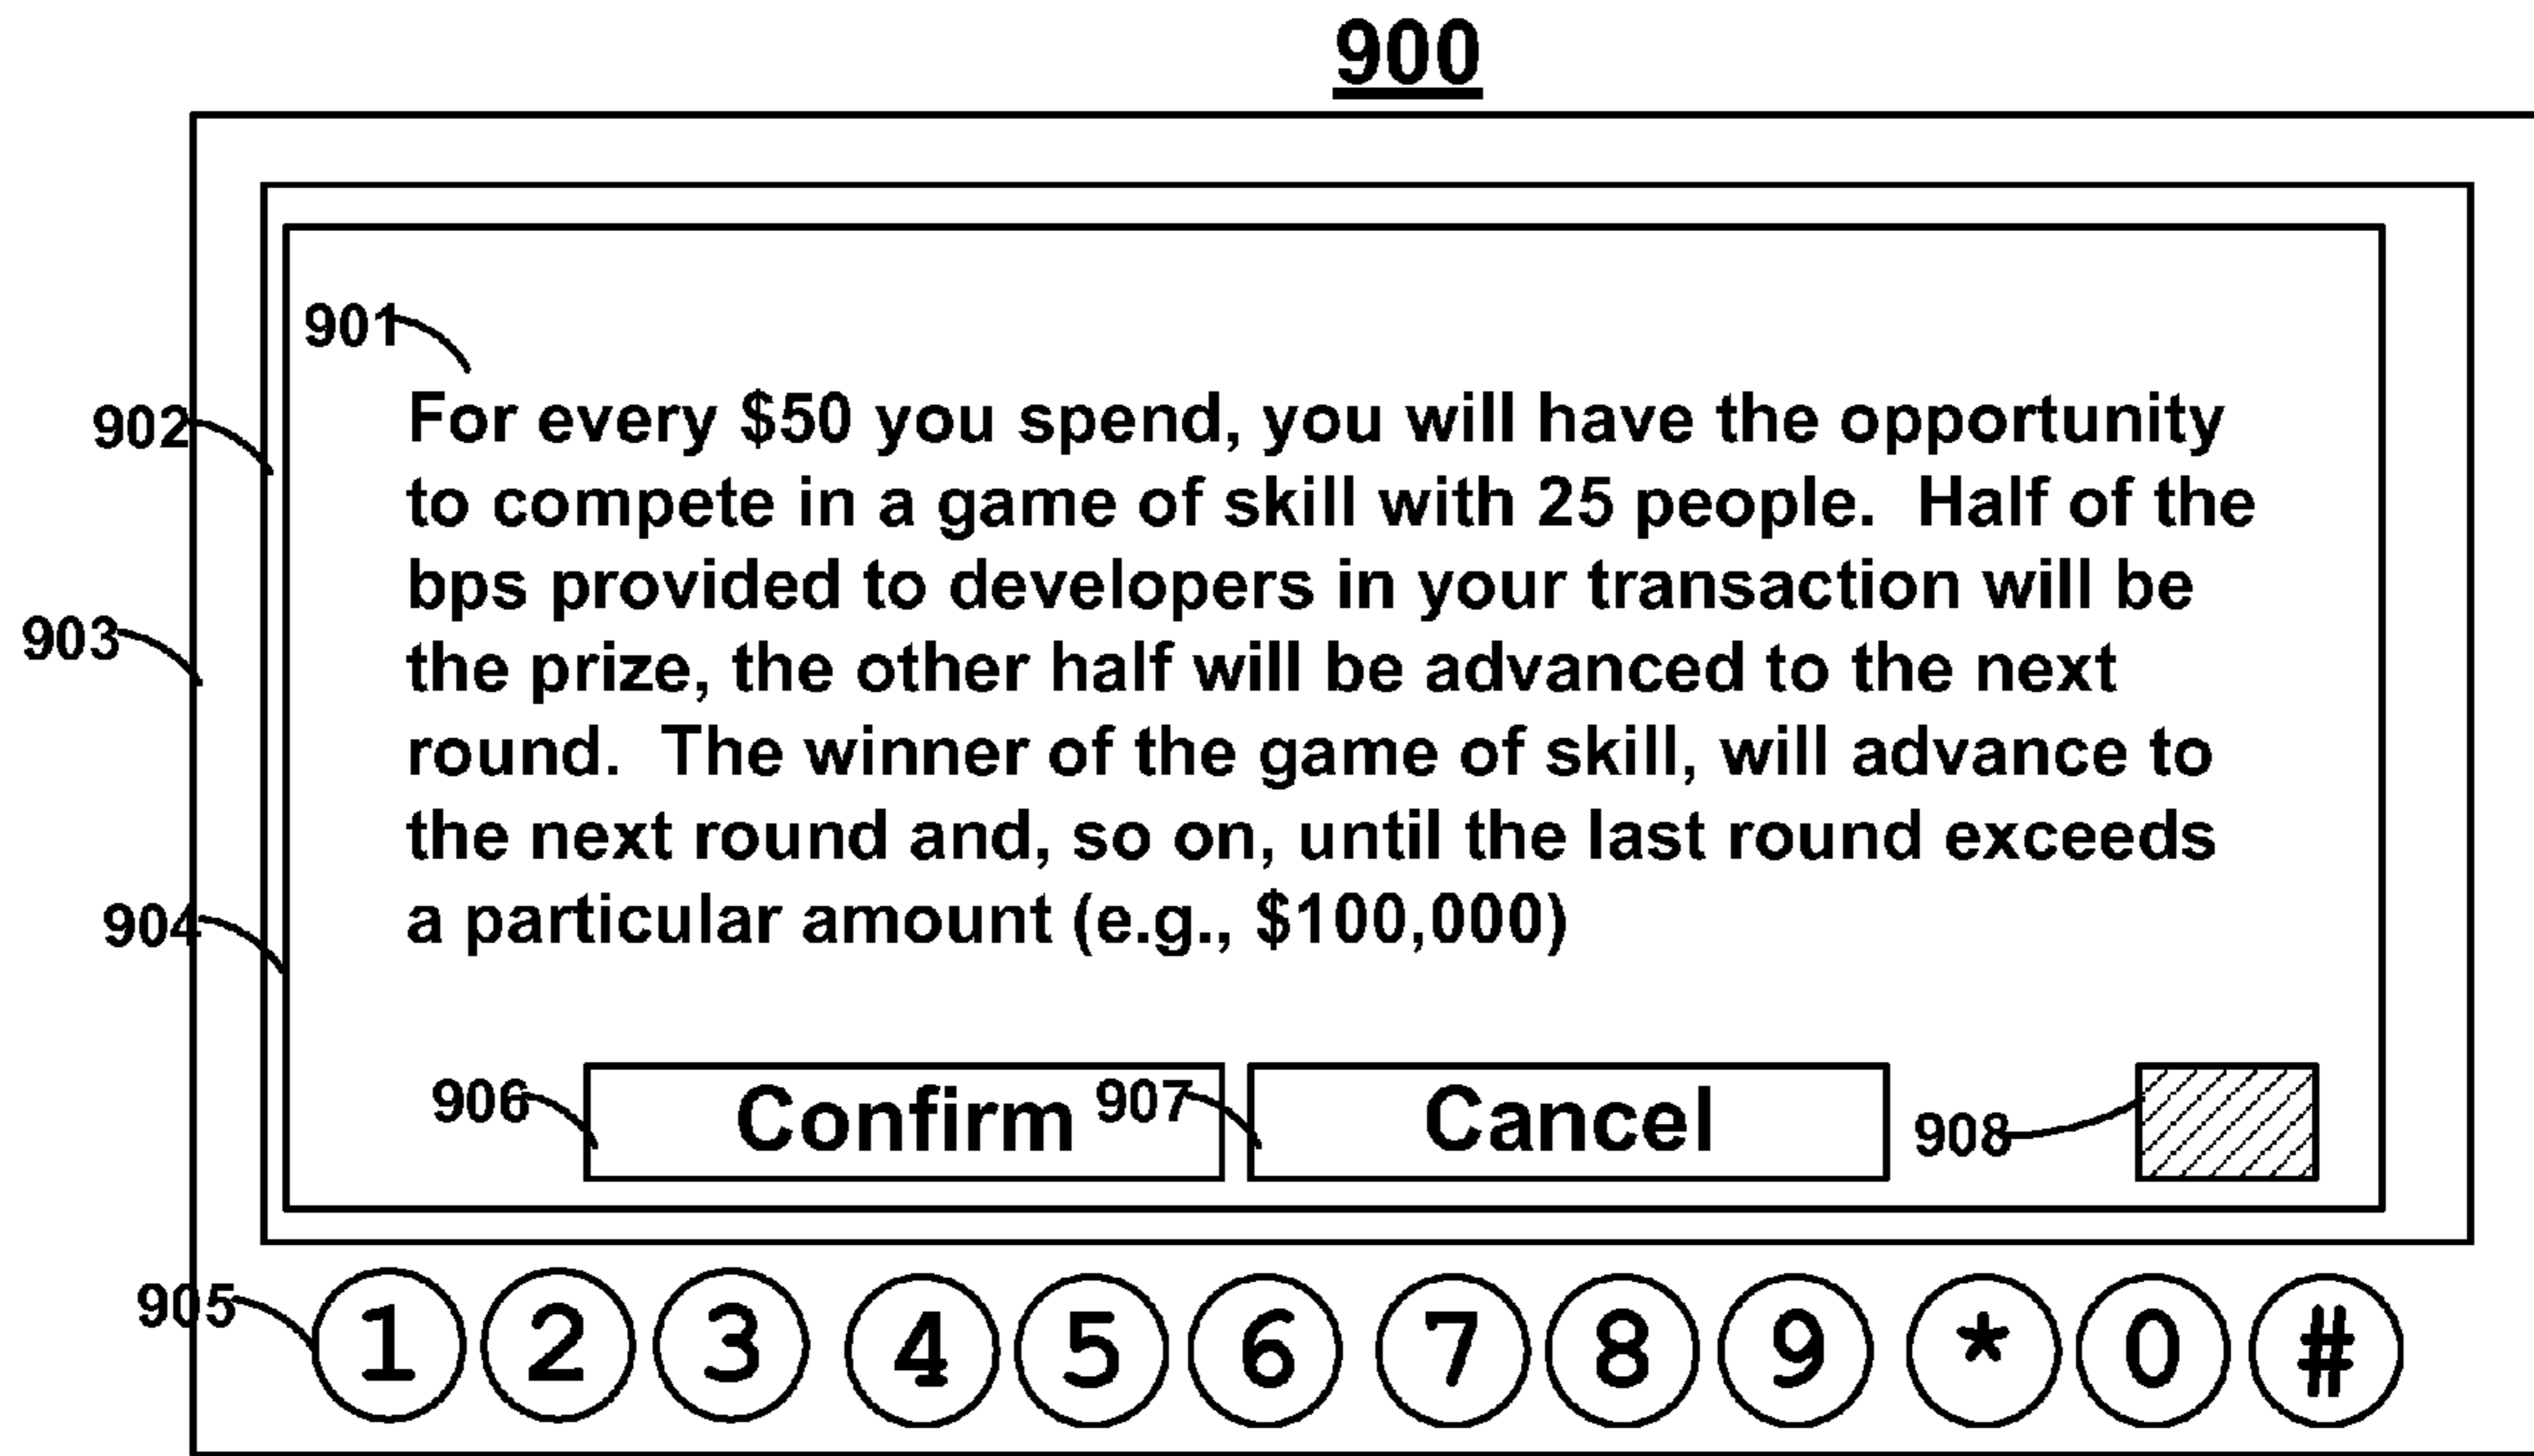 900
901
902
For every $50 you spend, you will have the opportunity
to compete in a game of skill with 25 people.  Half of the
bps provided to developers in your transaction will be
903
the prize, the other half will be advanced to the next
round.  The winner of the game of skill, will advance to
the next round and, so on, until the last round exceeds
904
a particular amount (e.g., $100,000)
906 Confirm 907 Cancel 908
905 1 2 3 4 5 6 7 8 9 * 0 #